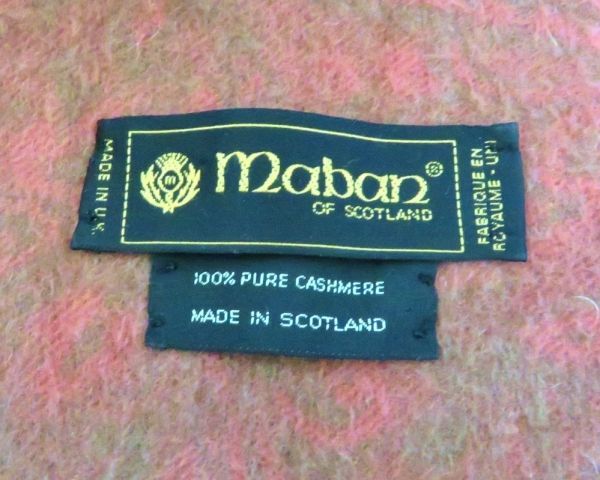 MADE IN U.K.
maban®
OF SCOTLAND
FABRIQUE EN
ROYAUME-UNI
100% PURE CASHMERE
MADE IN SCOTLAND